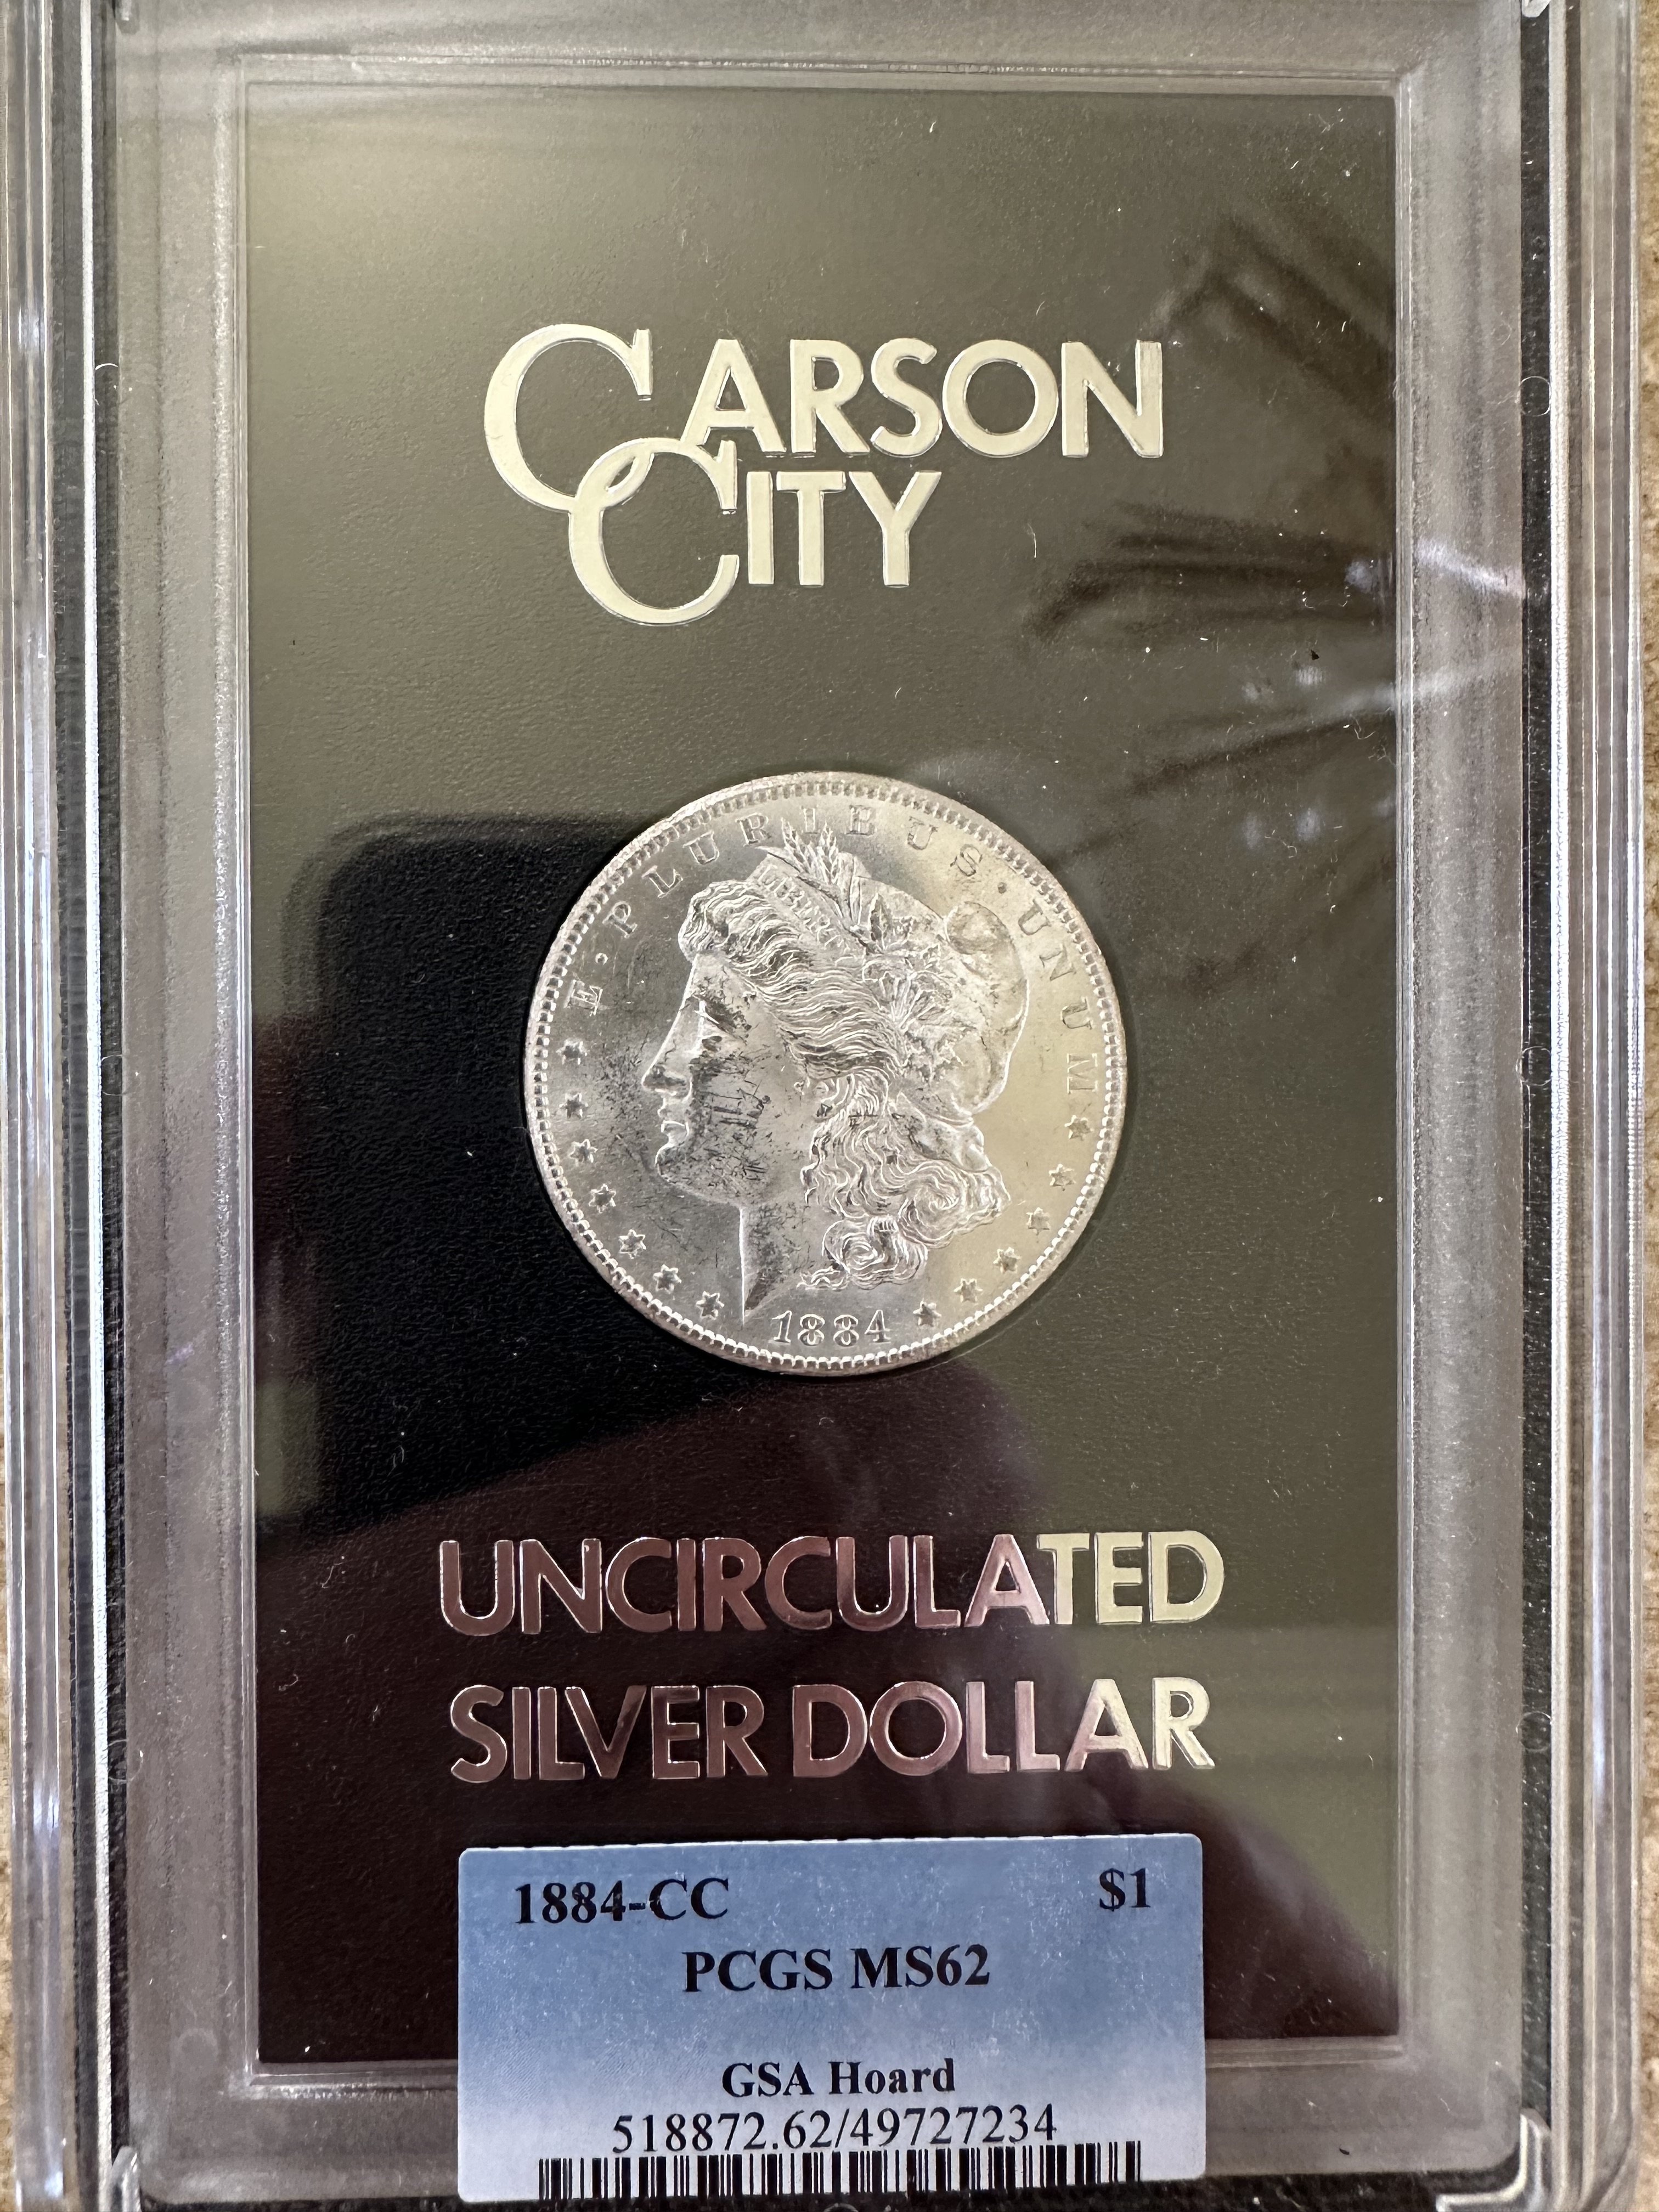 CARSON
CITY
E·PLURIBUS·UNUM
LIBERTY
1884
UNCIRCULATED
SILVER DOLLAR
1884-CC $1
PCGS MS62
GSA Hoard
518872.62/49727234